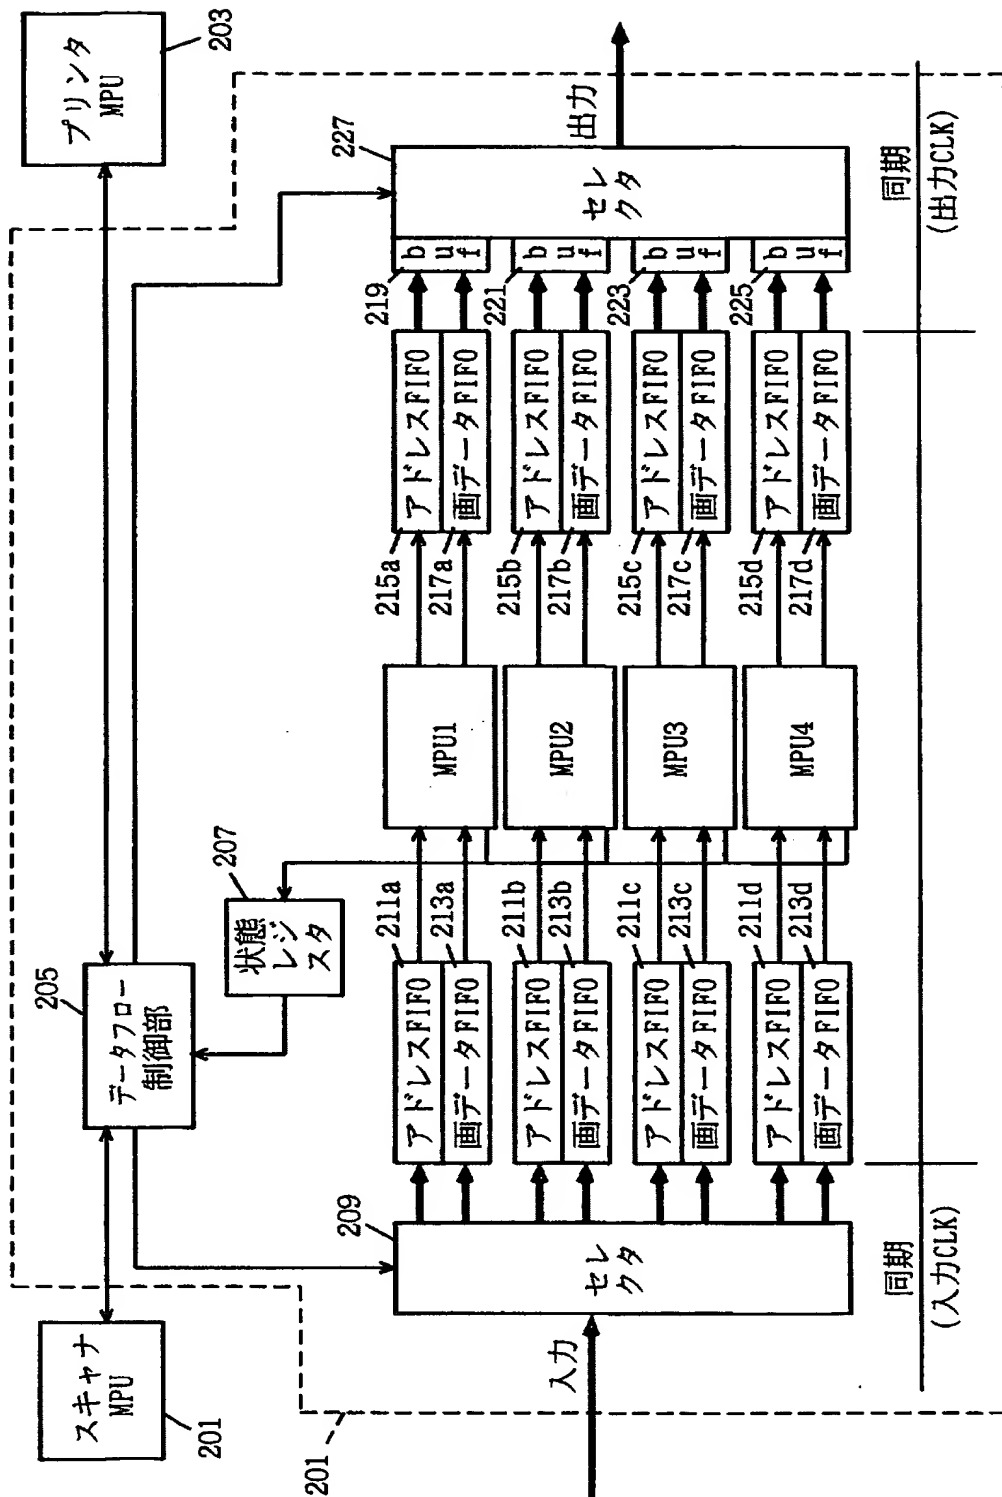 スキャナ
MPU
201
プリンタ
MPU
203
データフロー
制御部
205
状態
レジ
スタ
207
201
入力
セレ
クタ
209
アドレスFIFO
211a
画データFIFO
213a
アドレスFIFO
211b
画データFIFO
213b
アドレスFIFO
211c
画データFIFO
213c
アドレスFIFO
211d
画データFIFO
213d
MPU1
MPU2
MPU3
MPU4
215a
アドレスFIFO
217a
画データFIFO
215b
アドレスFIFO
217b
画データFIFO
215c
アドレスFIFO
217c
画データFIFO
215d
アドレスFIFO
217d
画データFIFO
219
buf
221
buf
223
buf
225
buf
セレ
クタ
227
出力
同期
(入力CLK)
同期
(出力CLK)